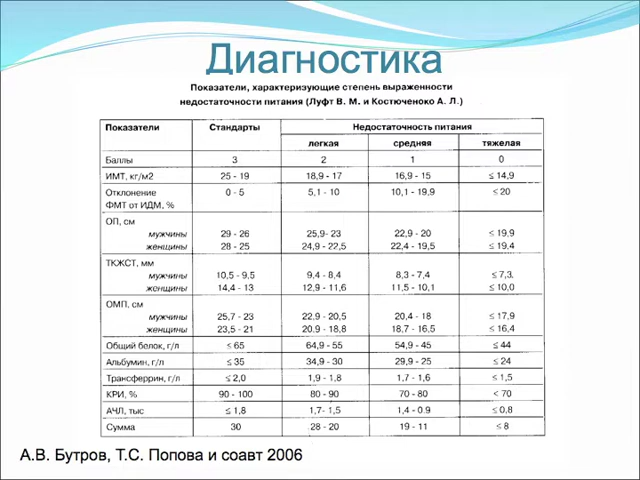 Диагностика
Показатели, характеризующие степень выраженности
недостаточности питания (Луфт В. М. и Костюченоко А. Л.)
Показатели Стандарты Недостаточность питания
легкая средняя тяжелая
Баллы 3 2 1 0
ИМТ, кг/м2 25 - 19 18,9 - 17 16,9 - 15 ≤ 14,9
Отклонение 0 - 5 5,1 - 10 10,1 - 19,9 ≤ 20
ФМТ от ИДМ, %
ОП, см
мужчины 29 - 26 25,9- 23 22,9 - 20 ≤ 19,9
женщины 28 - 25 24,9 - 22,5 22,4 - 19,5 ≤ 19,4
ТКЖСТ, мм
мужчины 10,5 - 9,5 9,4 - 8,4 8,3 - 7,4 ≤ 7,3.
женщины 14,4 - 13 12,9 - 11,6 11,5 - 10,1 ≤ 10,0
ОМП, см
мужчины 25,7 - 23 22,9 - 20,5 20,4 - 18 ≤ 17,9
женщины 23,5 - 21 20.9 - 18.8 18,7 - 16,5 ≤ 16,4
Общий белок, г/л ≤ 65 64,9 - 55 54,9 - 45 ≤ 44
Альбумин, г/л ≤ 35 34,9 - 30 29,9 - 25 ≤ 24
Трансферрин, г/л ≤ 2,0 1,9 - 1,8 1,7 - 1,6 ≤ 1,5
КРИ, % 90 - 100 80 - 90 70 - 80 < 70
АЧЛ, тыс ≤ 1,8 1,7- 1,5 1,4 - 0.9 ≤ 0,8
Сумма 30 28 - 20 19 - 11 ≤ 8
А.В. Бутров, Т.С. Попова и соавт 2006